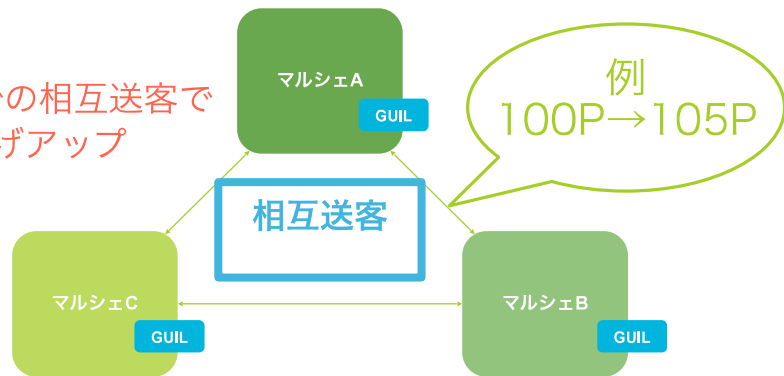 マルシェA
GUIL
の相互送客で
げアップ
例
100P→105P
相互送客
マルシェC
GUIL
マルシェB
GUIL